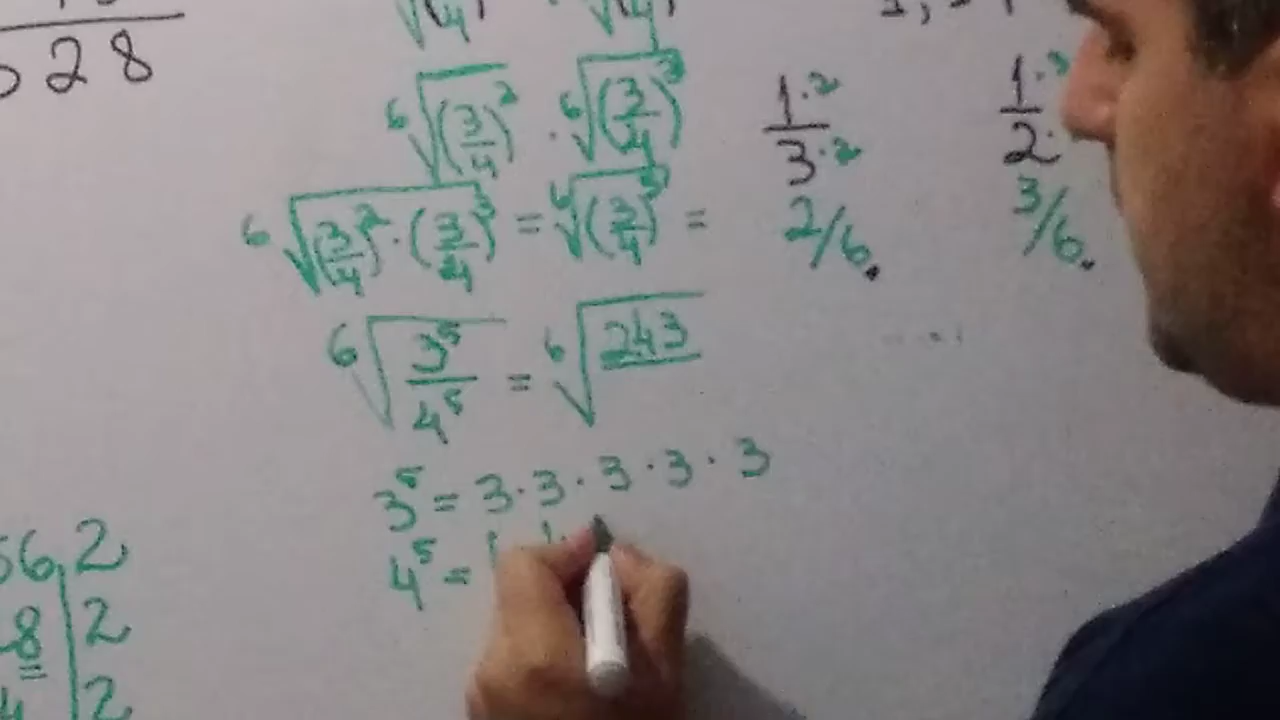 28
⁶√(3/4)² · ⁶√(3/4)³
⁶√(3/4)² · (3/4)³ = ⁶√(3/4)⁵ =
⁶√3⁵/4⁵ = ⁶√243
3⁵ = 3 · 3 · 3 · 3 · 3
4⁵ =
1 · 2
3 · 2
2/6.
1 ·
2 ·
3/6.
56 2
8 2
4 2